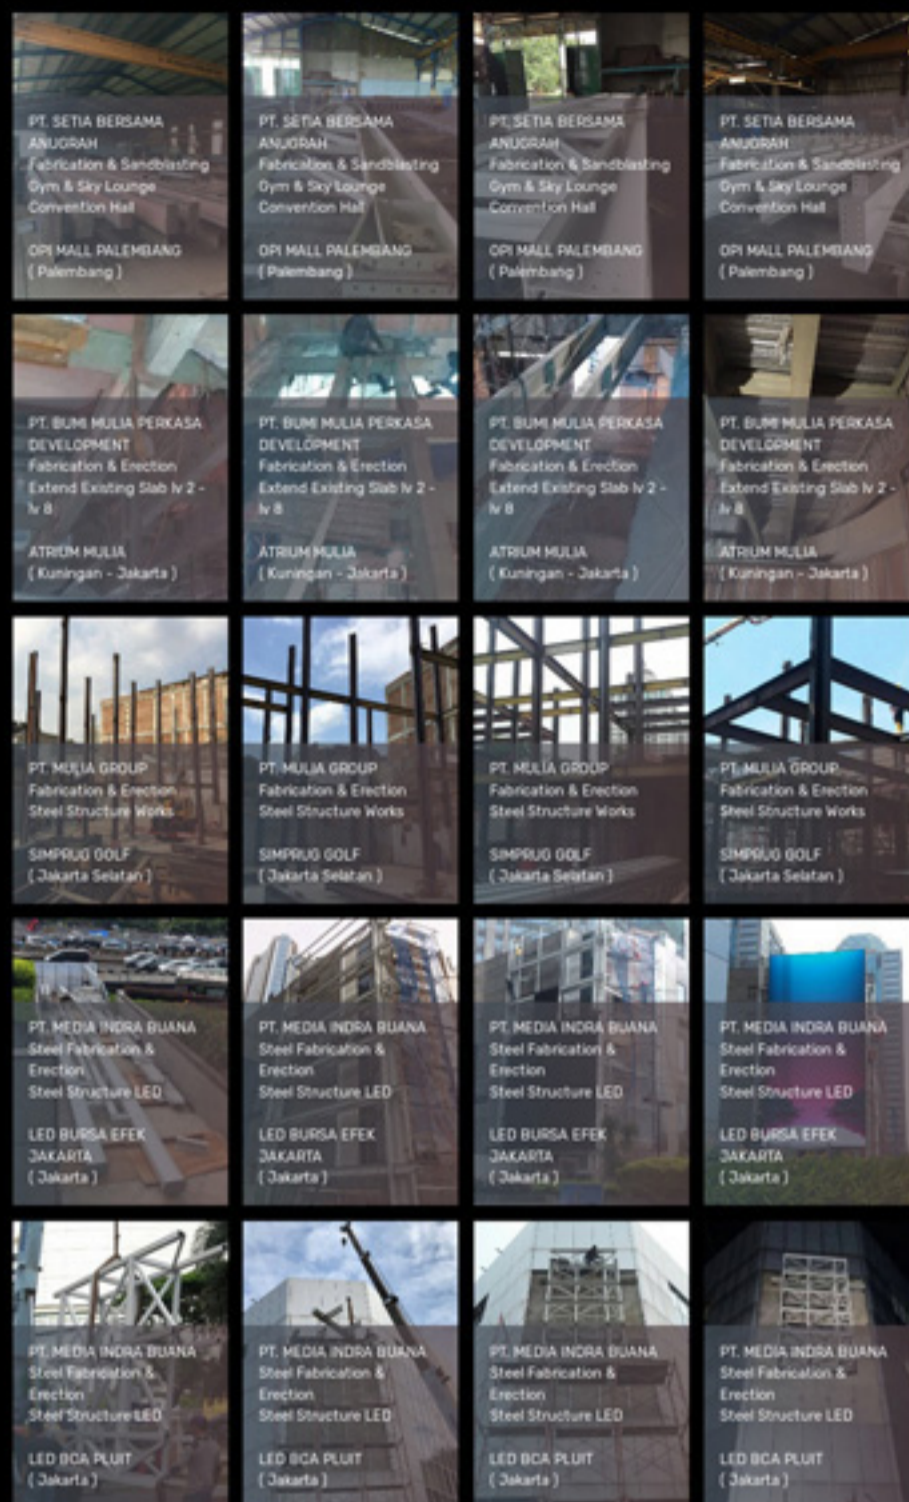 PT. SETIA BERSAMA
ANUGRAH
Fabrication & Sandblasting
Gym & Sky Lounge
Convention Hall
OPI MALL PALEMBANG
( Palembang )
PT. SETIA BERSAMA
ANUGRAH
Fabrication & Sandblasting
Gym & Sky Lounge
Convention Hall
OPI MALL PALEMBANG
( Palembang )
PT. SETIA BERSAMA
ANUGRAH
Fabrication & Sandblasting
Gym & Sky Lounge
Convention Hall
OPI MALL PALEMBANG
( Palembang )
PT. SETIA BERSAMA
ANUGRAH
Fabrication & Sandblasting
Gym & Sky Lounge
Convention Hall
OPI MALL PALEMBANG
( Palembang )
PT. BUMI MULIA PERKASA
DEVELOPMENT
Fabrication & Erection
Extend Existing Slab lv 2 -
lv 8
ATRIUM MULIA
( Kuningan - Jakarta )
PT. BUMI MULIA PERKASA
DEVELOPMENT
Fabrication & Erection
Extend Existing Slab lv 2 -
lv 8
ATRIUM MULIA
( Kuningan - Jakarta )
PT. BUMI MULIA PERKASA
DEVELOPMENT
Fabrication & Erection
Extend Existing Slab lv 2 -
lv 8
ATRIUM MULIA
( Kuningan - Jakarta )
PT. BUMI MULIA PERKASA
DEVELOPMENT
Fabrication & Erection
Extend Existing Slab lv 2 -
lv 8
ATRIUM MULIA
( Kuningan - Jakarta )
PT. MULIA GROUP
Fabrication & Erection
Steel Structure Works
SIMPRUG GOLF
( Jakarta Selatan )
PT. MULIA GROUP
Fabrication & Erection
Steel Structure Works
SIMPRUG GOLF
( Jakarta Selatan )
PT. MULIA GROUP
Fabrication & Erection
Steel Structure Works
SIMPRUG GOLF
( Jakarta Selatan )
PT. MULIA GROUP
Fabrication & Erection
Steel Structure Works
SIMPRUG GOLF
( Jakarta Selatan )
PT. MEDIA INDRA BUANA
Steel Fabrication &
Erection
Steel Structure LED
LED BURSA EFEK
JAKARTA
( Jakarta )
PT. MEDIA INDRA BUANA
Steel Fabrication &
Erection
Steel Structure LED
LED BURSA EFEK
JAKARTA
( Jakarta )
PT. MEDIA INDRA BUANA
Steel Fabrication &
Erection
Steel Structure LED
LED BURSA EFEK
JAKARTA
( Jakarta )
PT. MEDIA INDRA BUANA
Steel Fabrication &
Erection
Steel Structure LED
LED BURSA EFEK
JAKARTA
( Jakarta )
PT. MEDIA INDRA BUANA
Steel Fabrication &
Erection
Steel Structure LED
LED BCA PLUIT
( Jakarta )
PT. MEDIA INDRA BUANA
Steel Fabrication &
Erection
Steel Structure LED
LED BCA PLUIT
( Jakarta )
PT. MEDIA INDRA BUANA
Steel Fabrication &
Erection
Steel Structure LED
LED BCA PLUIT
( Jakarta )
PT. MEDIA INDRA BUANA
Steel Fabrication &
Erection
Steel Structure LED
LED BCA PLUIT
( Jakarta )